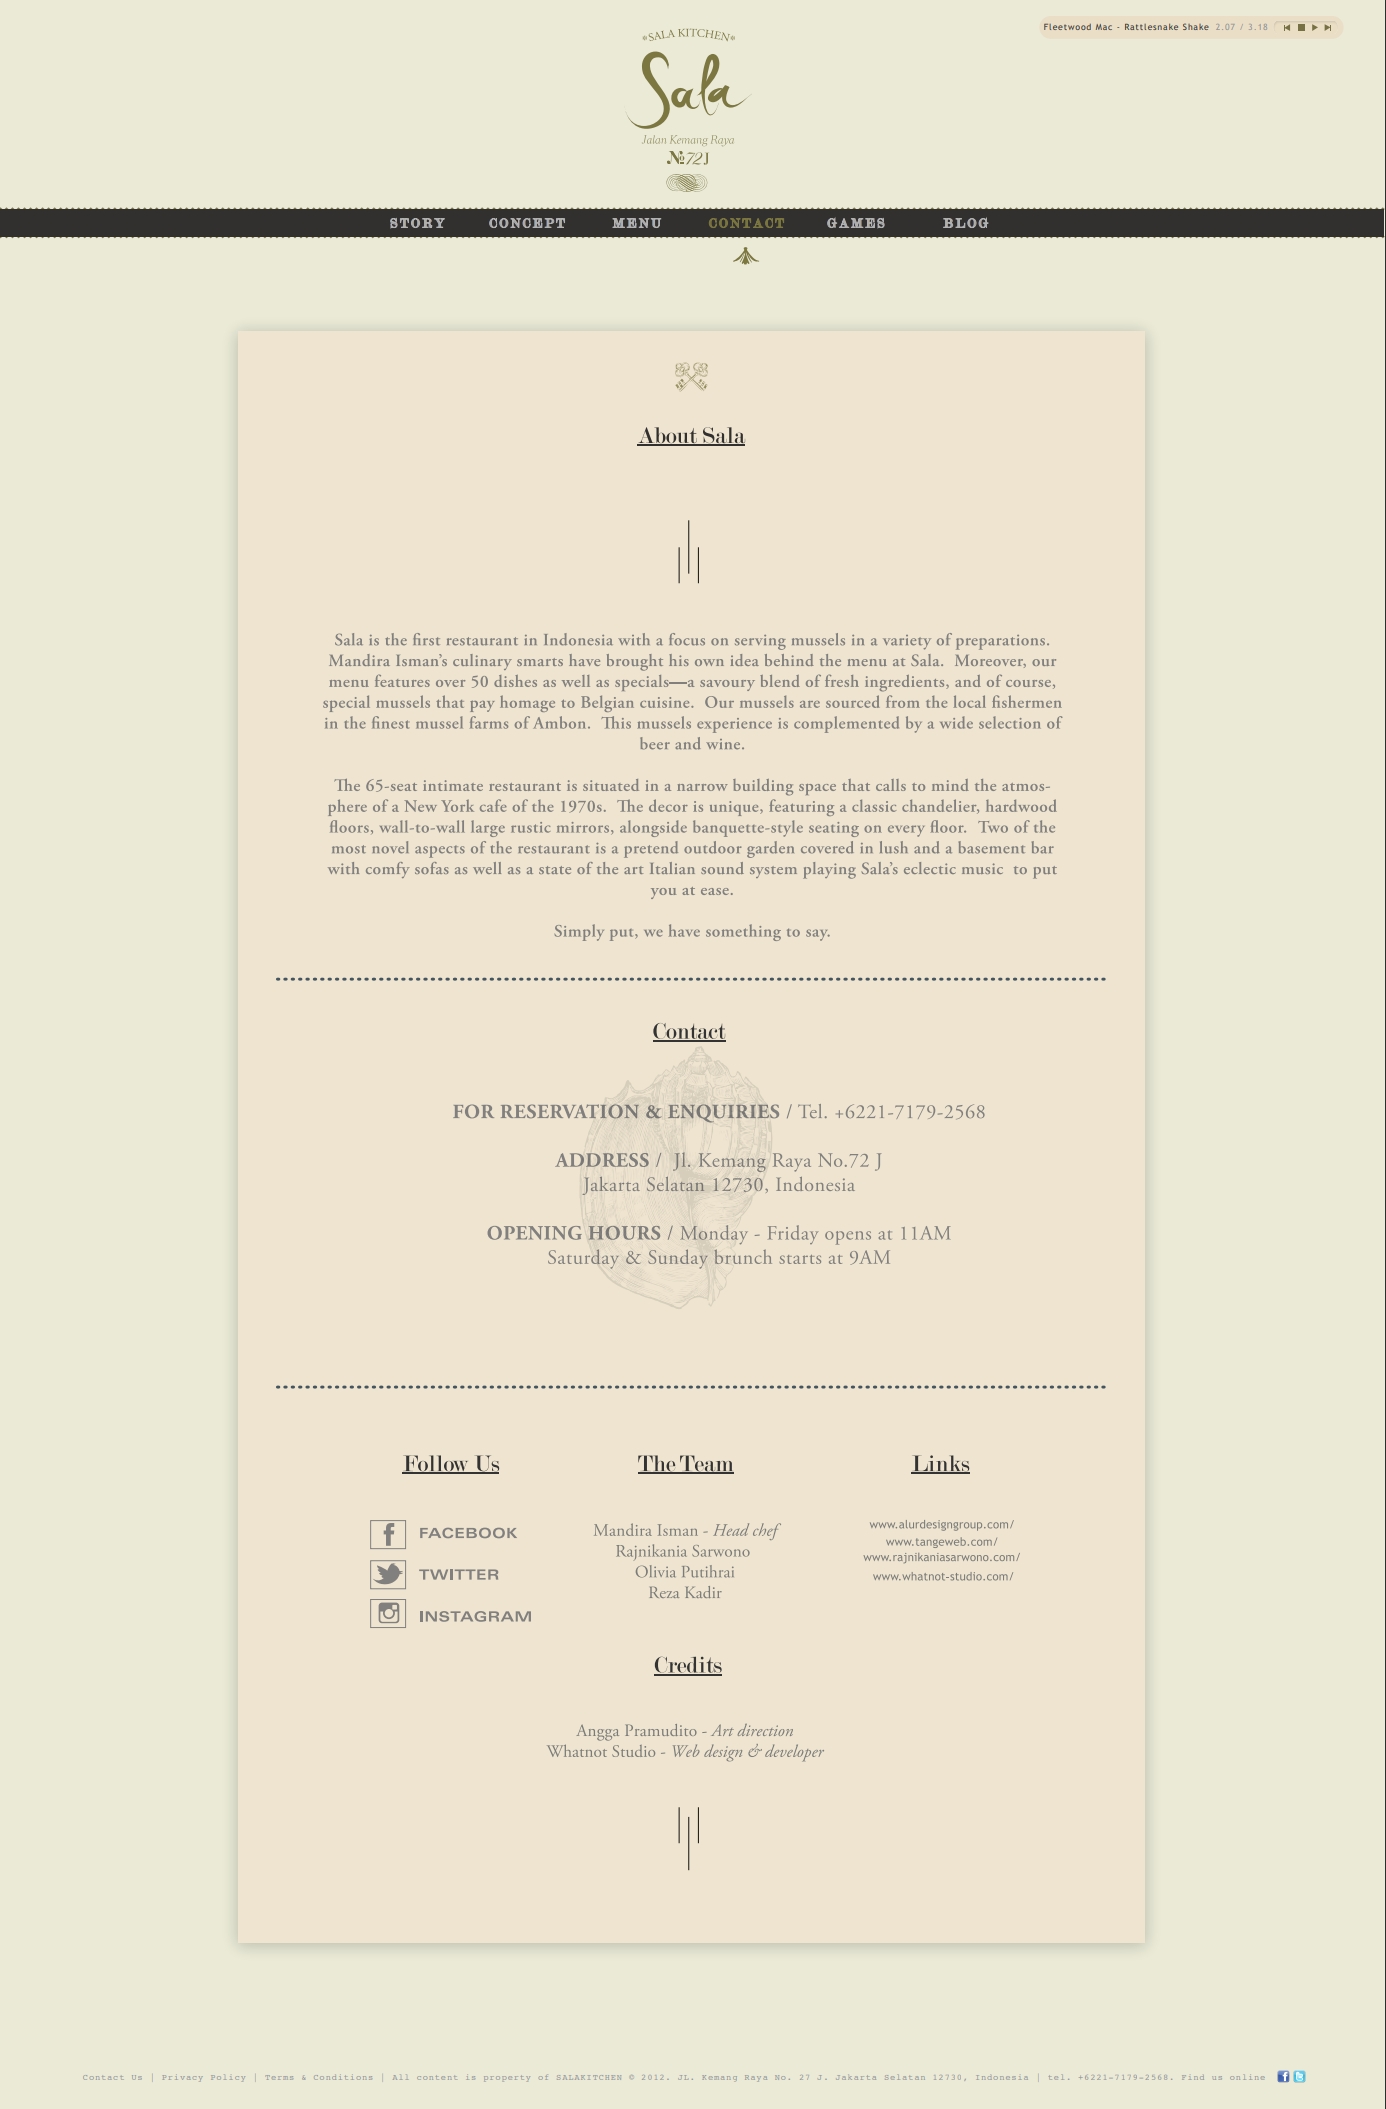 Fleetwood Mac - Rattlesnake Shake 2.07 / 3.18
*SALA KITCHEN*
Sala
Jalan Kemang Raya
№72J
STORY CONCEPT MENU CONTACT GAMES BLOG
About Sala
Sala is the first restaurant in Indonesia with a focus on serving mussels in a variety of preparations.
Mandira Isman’s culinary smarts have brought his own idea behind the menu at Sala.  Moreover, our
menu features over 50 dishes as well as specials—a savoury blend of fresh ingredients, and of course,
special mussels that pay homage to Belgian cuisine.  Our mussels are sourced from the local fishermen
in the finest mussel farms of Ambon.  This mussels experience is complemented by a wide selection of
beer and wine.
The 65-seat intimate restaurant is situated in a narrow building space that calls to mind the atmos-
phere of a New York cafe of the 1970s.  The decor is unique, featuring a classic chandelier, hardwood
floors, wall-to-wall large rustic mirrors, alongside banquette-style seating on every floor.  Two of the
most novel aspects of the restaurant is a pretend outdoor garden covered in lush and a basement bar
with comfy sofas as well as a state of the art Italian sound system playing Sala’s eclectic music  to put
you at ease.
Simply put, we have something to say.
Contact
FOR RESERVATION & ENQUIRIES / Tel. +6221-7179-2568
ADDRESS /  Jl. Kemang Raya No.72 J
Jakarta Selatan 12730, Indonesia
OPENING HOURS / Monday - Friday opens at 11AM
Saturday & Sunday brunch starts at 9AM
Follow Us
FACEBOOK
TWITTER
INSTAGRAM
The Team
Mandira Isman - Head chef
Rajnikania Sarwono
Olivia Putihrai
Reza Kadir
Links
www.alurdesigngroup.com/
www.tangeweb.com/
www.rajnikaniasarwono.com/
www.whatnot-studio.com/
Credits
Angga Pramudito - Art direction
Whatnot Studio - Web design & developer
Contact Us | Privacy Policy | Terms & Conditions | All content is property of SALAKITCHEN © 2012. JL. Kemang Raya No. 27 J. Jakarta Selatan 12730, Indonesia | tel. +6221-7179-2568. Find us online